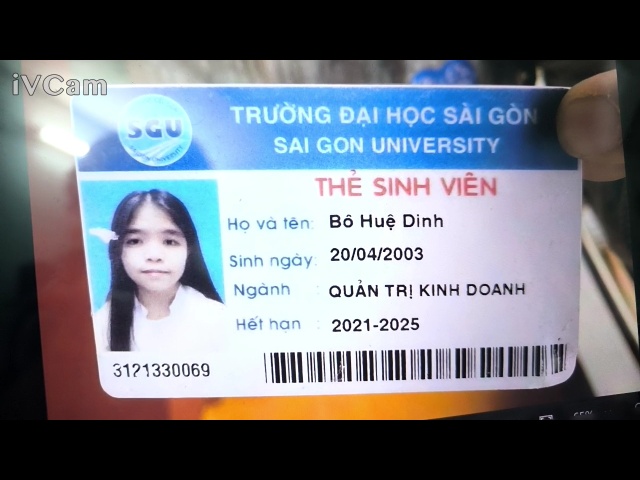 iVCam
SGU
TRƯỜNG ĐẠI HỌC SÀI GÒN
SAI GON UNIVERSITY
THẺ SINH VIÊN
Họ và tên: Bô Huệ Dinh
Sinh ngày: 20/04/2003
Ngành : QUẢN TRỊ KINH DOANH
Hết hạn : 2021-2025
3121330069